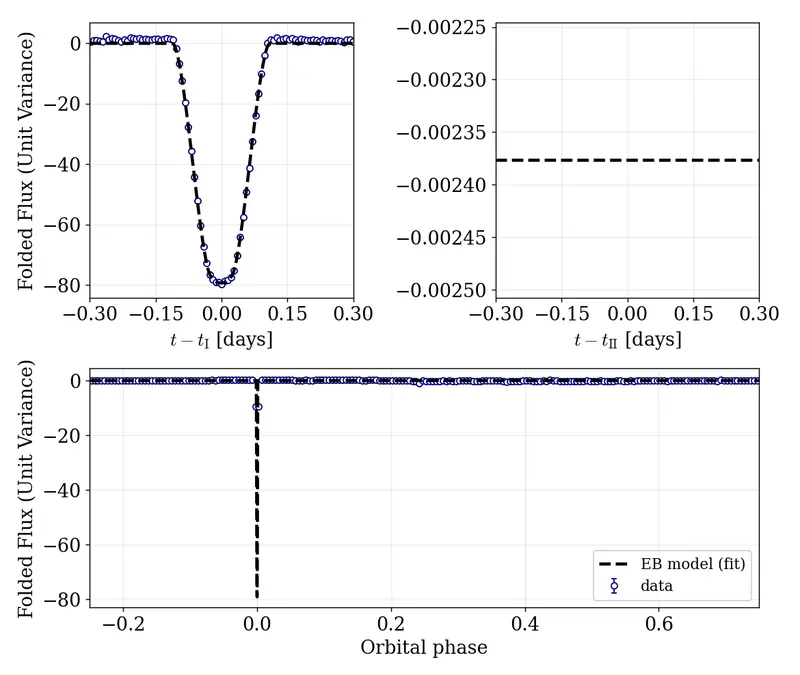 Folded Flux (Unit Variance)
0
−20
−40
−60
−80
−0.30 −0.15 0.00 0.15 0.30
t − tI [days]
−0.00225
−0.00230
−0.00235
−0.00240
−0.00245
−0.00250
−0.30 −0.15 0.00 0.15 0.30
t − tII [days]
Folded Flux (Unit Variance)
0
−20
−40
−60
−80
−0.2 0.0 0.2 0.4 0.6
Orbital phase
EB model (fit)
data